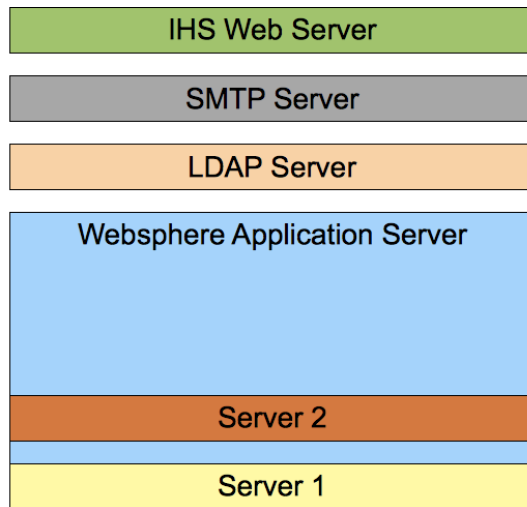 IHS Web Server
SMTP Server
LDAP Server
Websphere Application Server
Server 2
Server 1